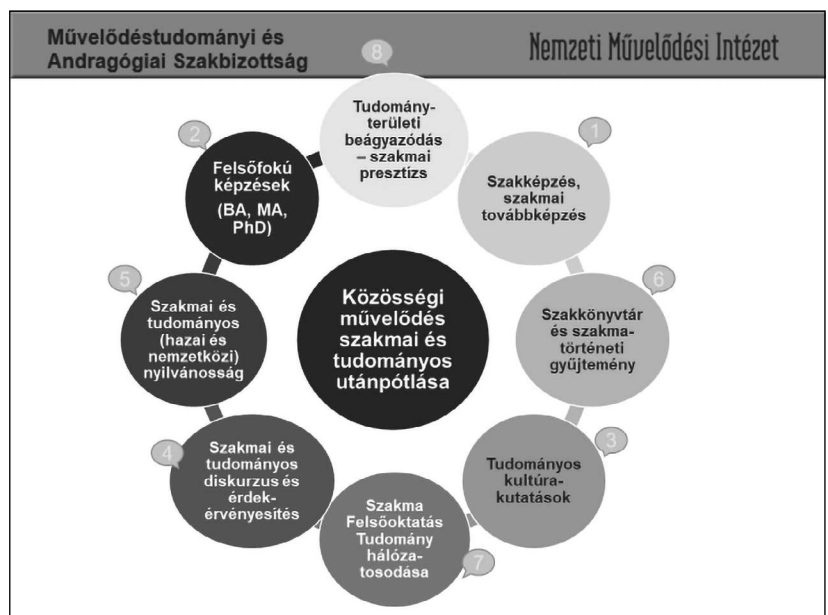 Művelődéstudományi és
Andragógiai Szakbizottság
Nemzeti Művelődési Intézet
8
Tudomány-
területi
beágyazódás
– szakmai
presztízs
1
Szakképzés,
szakmai
továbbképzés
6
Szakkönyvtár
és szakma-
történeti
gyűjtemény
3
Tudományos
kultúra-
kutatások
7
Szakma
Felsőoktatás
Tudomány
hálóza-
tosodása
4
Szakmai és
tudományos
diskurzus és
érdek-
érvényesítés
5
Szakmai és
tudományos
(hazai és
nemzetközi)
nyilvánosság
2
Felsőfokú
képzések
(BA, MA,
PhD)
Közösségi
művelődés
szakmai és
tudományos
utánpótlása